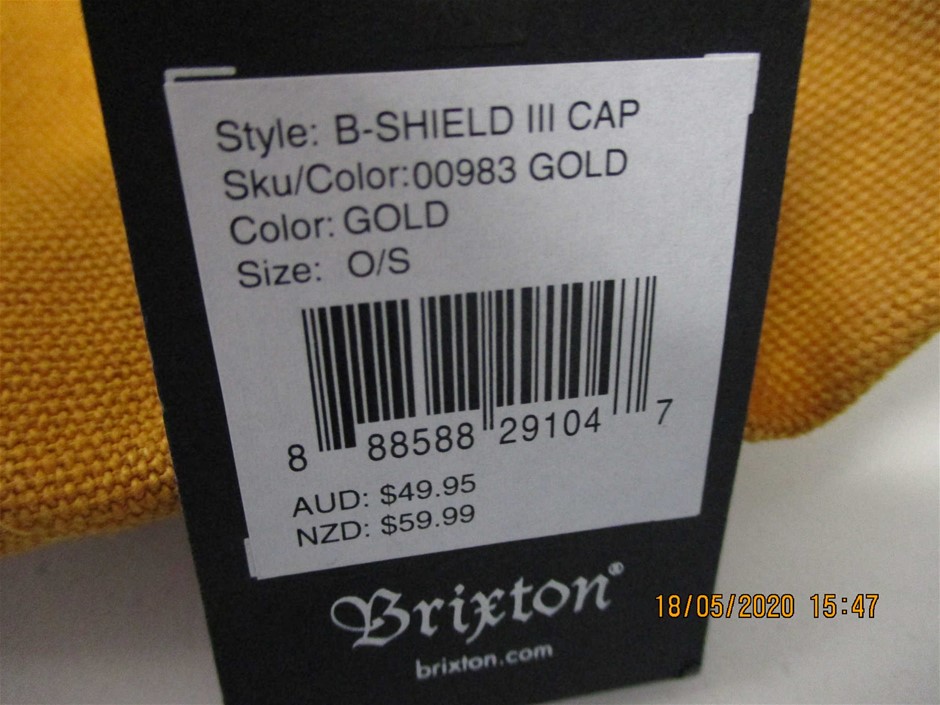 Style: B-SHIELD III CAP
Sku/Color:00983 GOLD
Color: GOLD
Size: O/S
8 88588 29104 7
AUD: $49.95
NZD: $59.99
Brixton®
brixton.com
18/05/2020 15:47